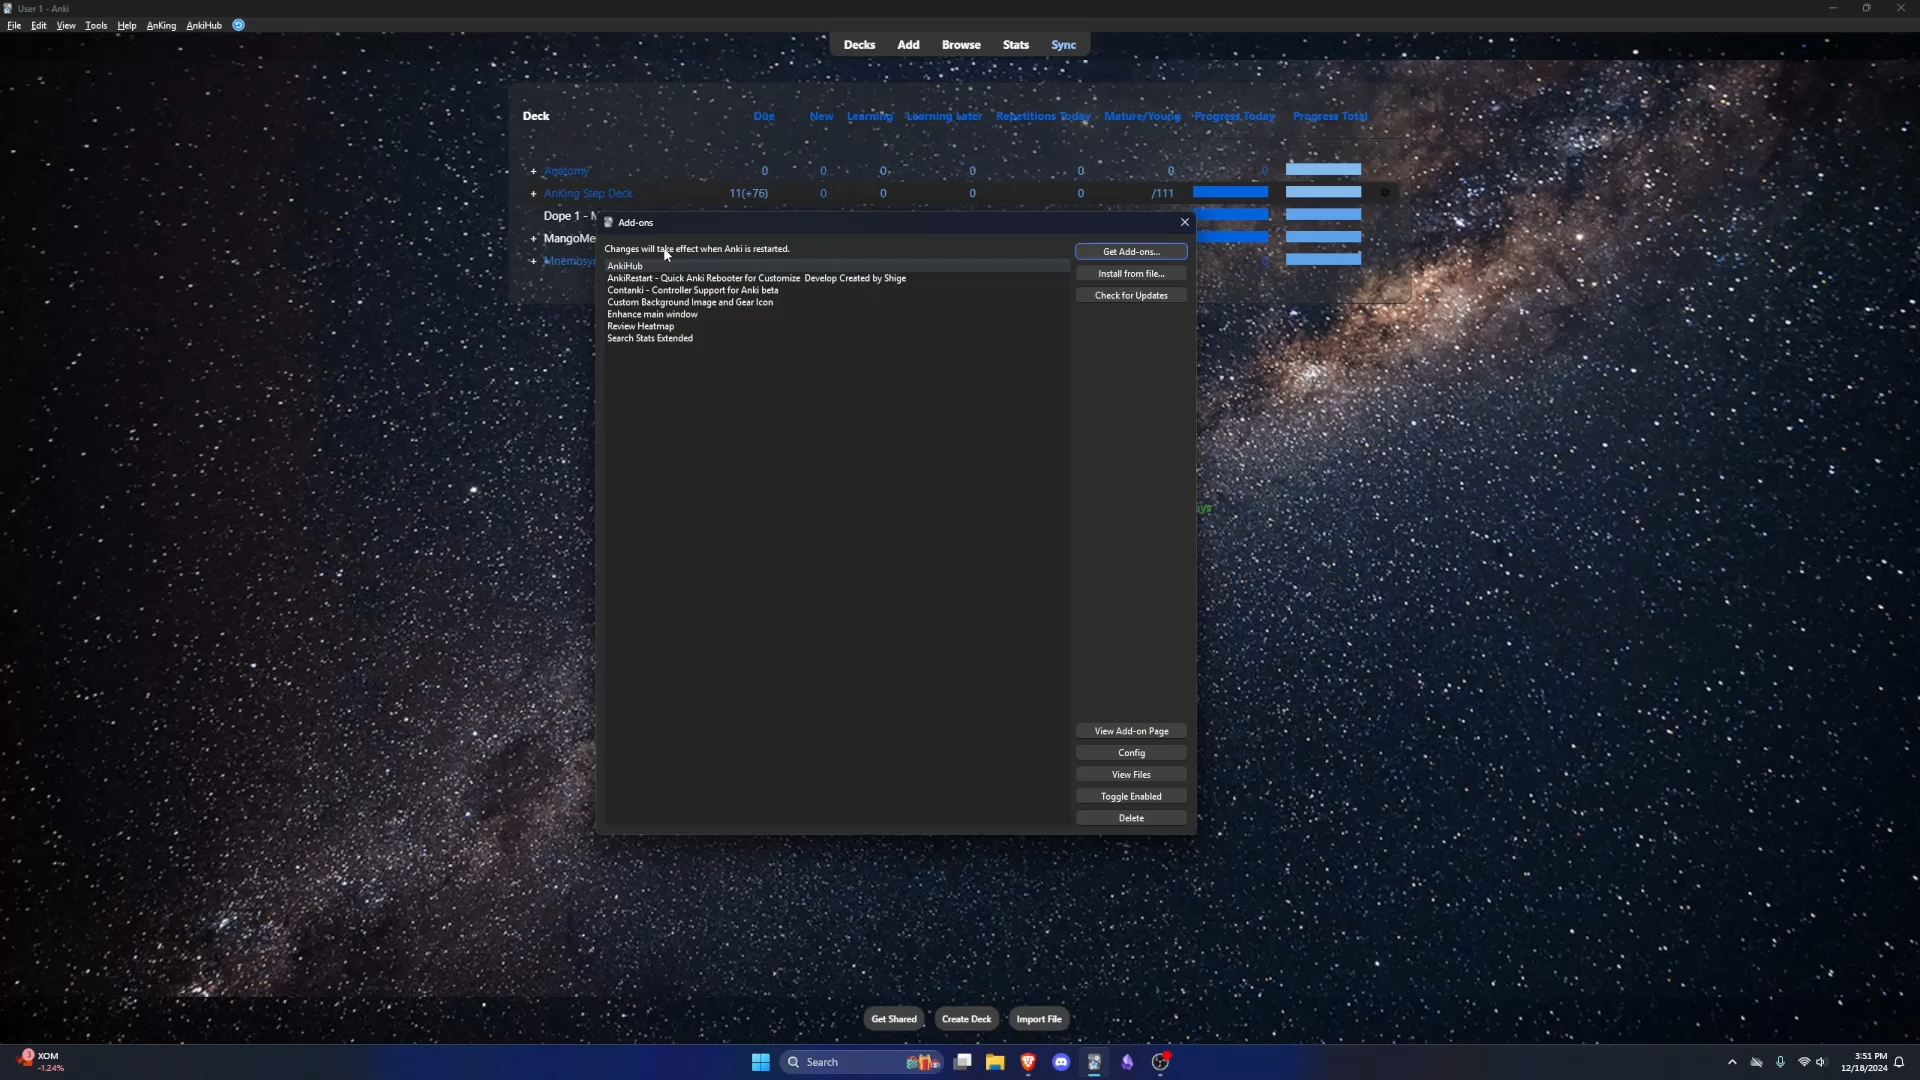 User 1 - Anki
File Edit View Tools Help AnKing AnkiHub
Decks Add Browse Stats Sync
Deck Due New Learning Learning Later Repetitions Today Mature/Young Progress Today Progress Total
+ Anatomy 0 0 0 0 0 0 0
+ AnKing Step Deck 11(+76) 0 0 0 0 /111
Dope 1 - M
+ MangoMe
+ Mnemosy
Add-ons
Changes will take effect when Anki is restarted.
AnkiHub
AnkiRestart - Quick Anki Rebooter for Customize Develop Created by Shige
Contanki - Controller Support for Anki beta
Custom Background Image and Gear Icon
Enhance main window
Review Heatmap
Search Stats Extended
Get Add-ons...
Install from file...
Check for Updates
View Add-on Page
Config
View Files
Toggle Enabled
Delete
ays
Get Shared Create Deck Import File
3
XOM
-1.24%
Search
3:51 PM
12/18/2024